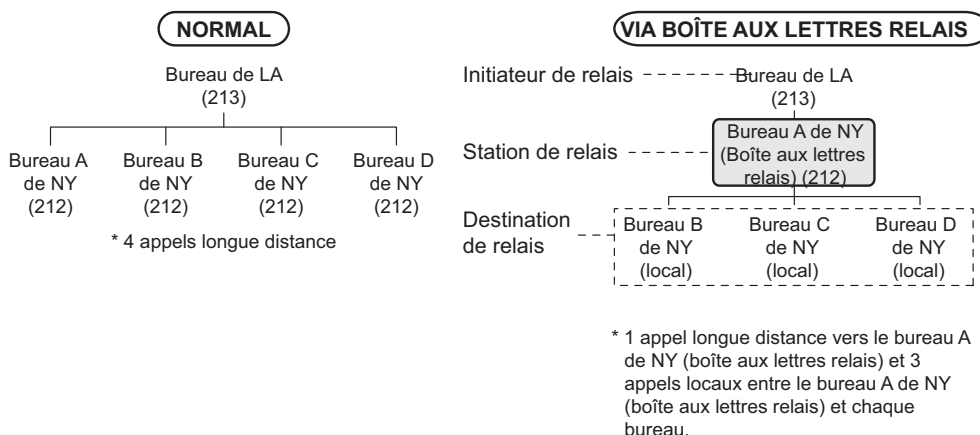 NORMAL
Bureau de LA
(213)
Bureau A
de NY
(212)
Bureau B
de NY
(212)
Bureau C
de NY
(212)
Bureau D
de NY
(212)
* 4 appels longue distance
VIA BOÎTE AUX LETTRES RELAIS
Initiateur de relais
Bureau de LA
(213)
Station de relais
Bureau A de NY
(Boîte aux lettres
relais) (212)
Destination
de relais
Bureau B
de NY
(local)
Bureau C
de NY
(local)
Bureau D
de NY
(local)
* 1 appel longue distance vers le bureau A
de NY (boîte aux lettres relais) et 3
appels locaux entre le bureau A de NY
(boîte aux lettres relais) et chaque
bureau.